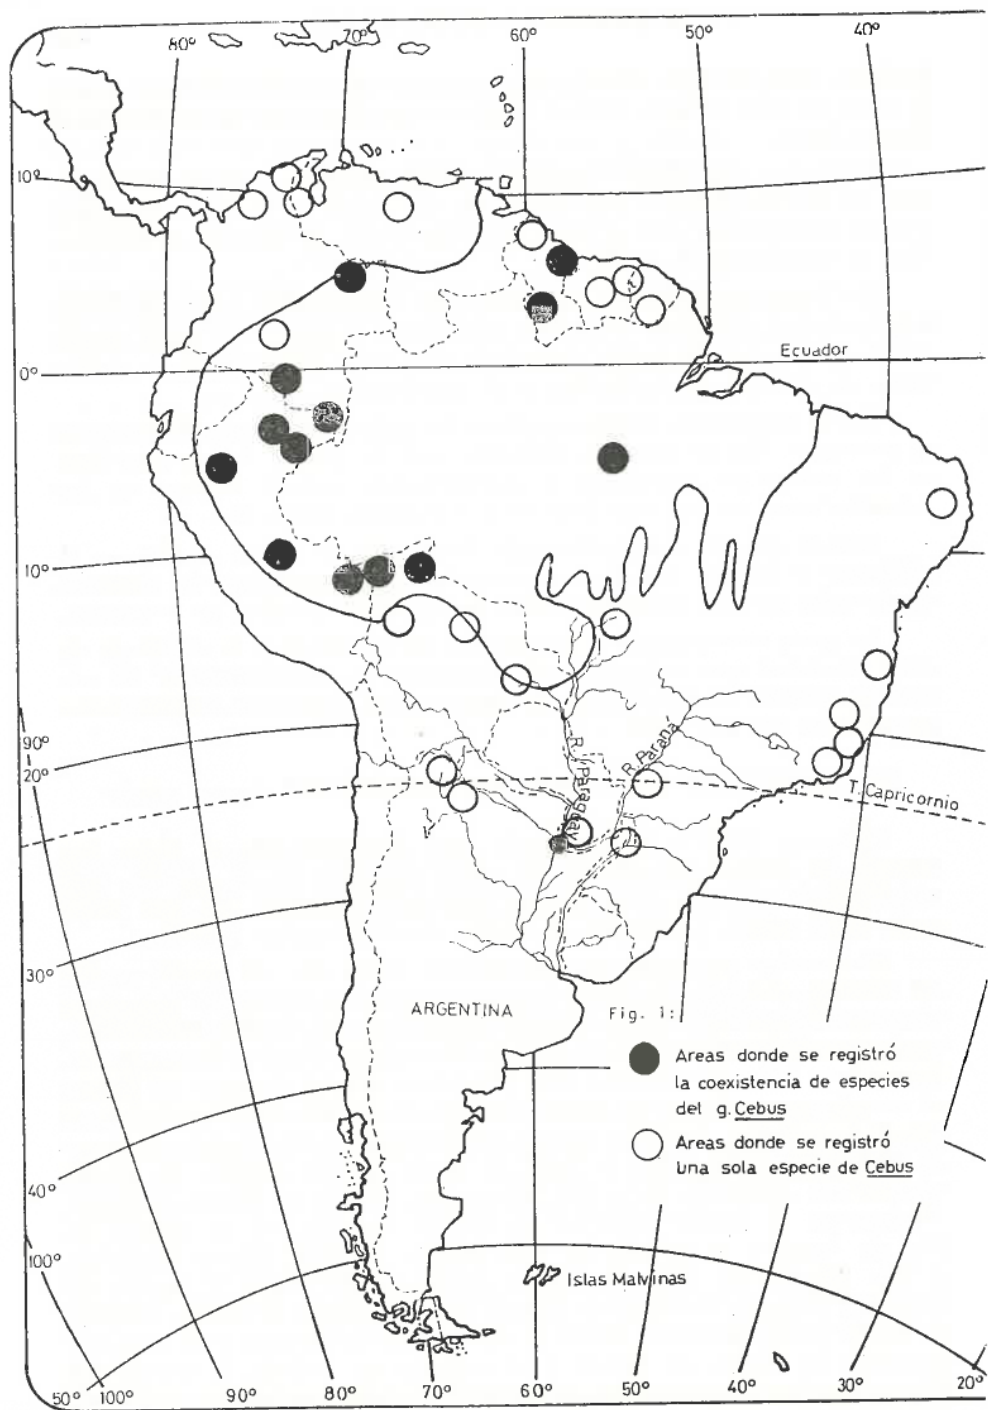 80°
70°
60°
50°
40°
10°
Ecuador
0°
10°
90°
20°
R. Paraguay
R. Parana
T. Capricornio
30°
ARGENTINA
Fig. 1:
Areas donde se registró
la coexistencia de especies
del g. Cebus
Areas donde se registró
una sola especie de Cebus
40°
100°
Islas Malvinas
50° 100° 90° 80° 70° 60° 50° 40° 30° 20°